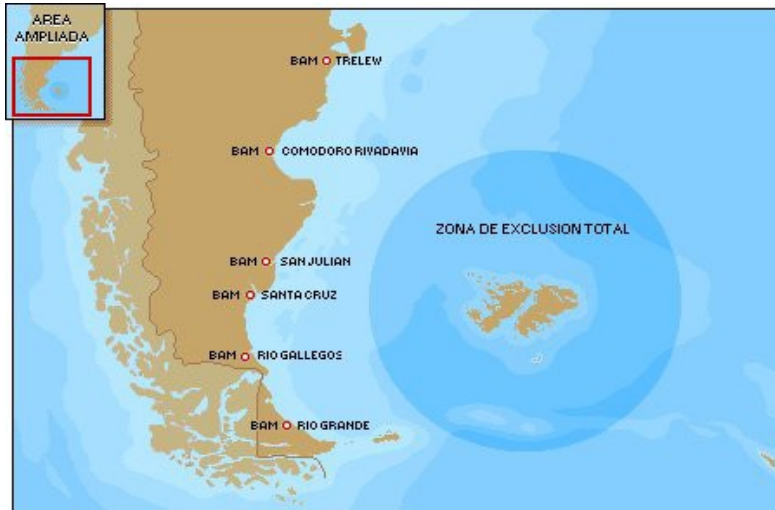 AREA
AMPLIADA
BAM TRELEW
BAM COMODORO RIVADAVIA
ZONA DE EXCLUSION TOTAL
BAM SAN JULIAN
BAM SANTA CRUZ
BAM RIO GALLEGOS
BAM RIO GRANDE